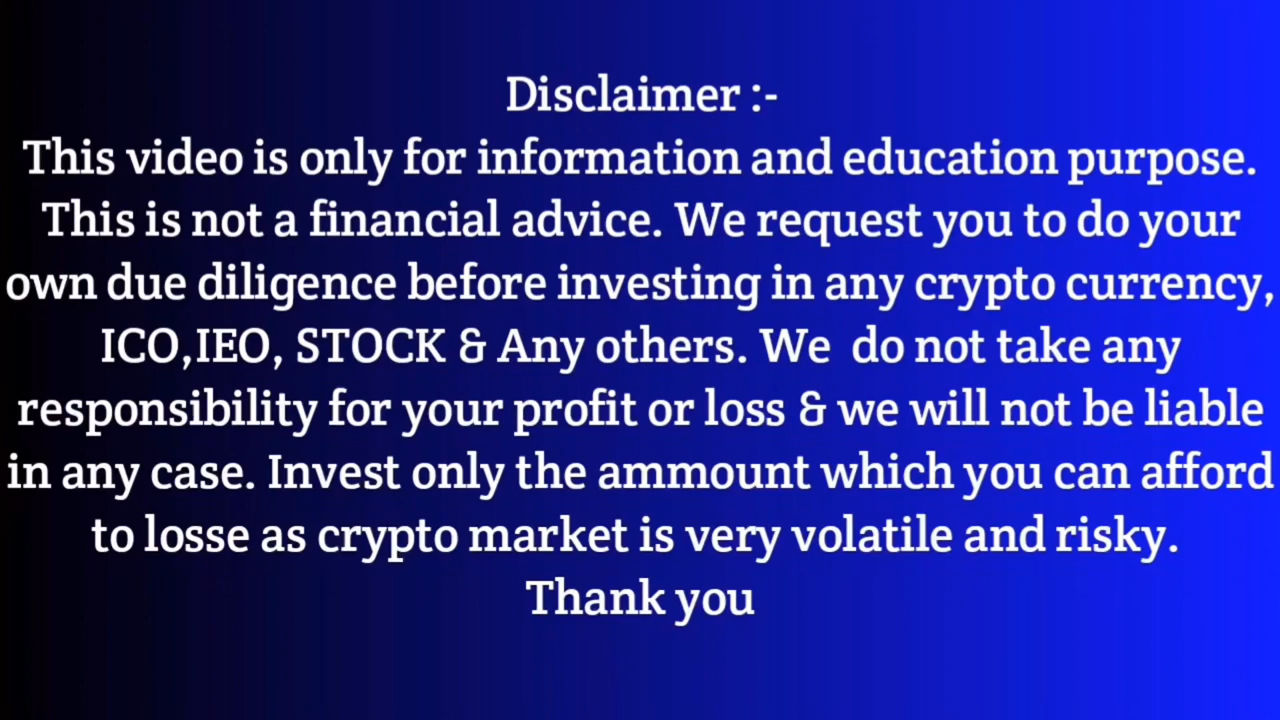 Disclaimer :-
This video is only for information and education purpose.
This is not a financial advice. We request you to do your
own due diligence before investing in any crypto currency,
ICO,IEO, STOCK & Any others. We  do not take any
responsibility for your profit or loss & we will not be liable
in any case. Invest only the ammount which you can afford
to losse as crypto market is very volatile and risky.
Thank you